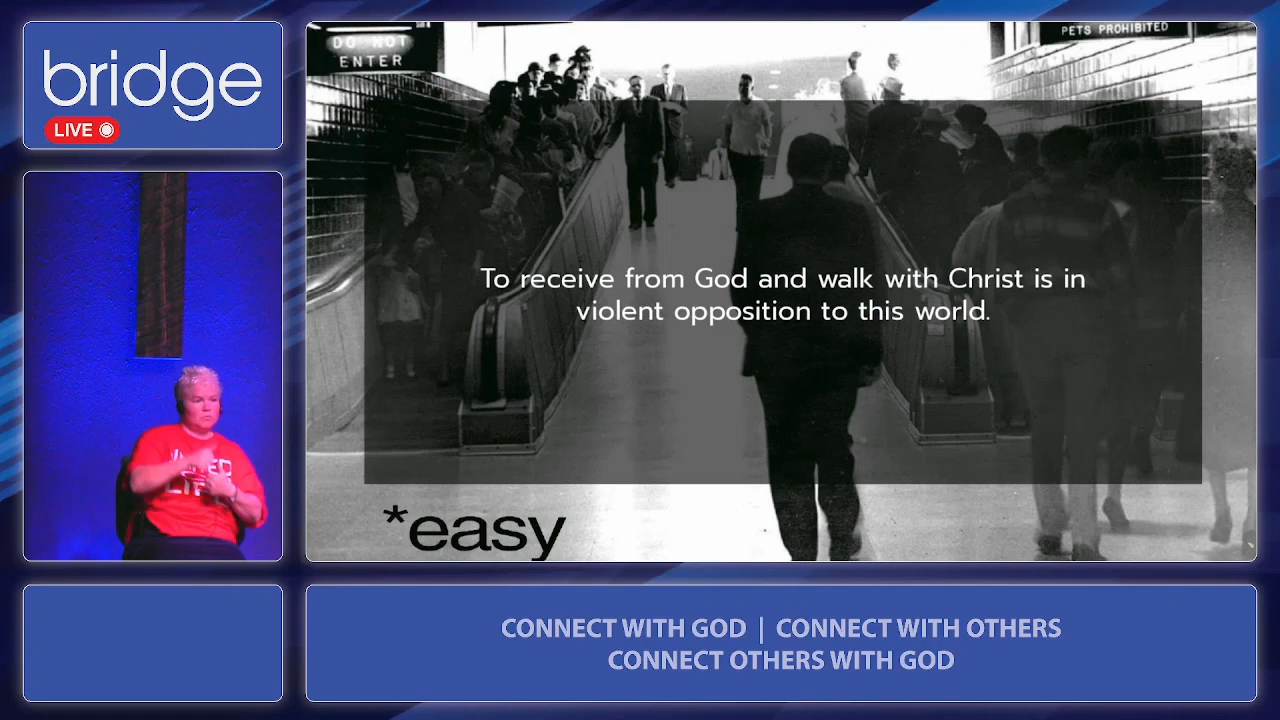 bridge
LIVE
DO NOT
ENTER
PETS PROHIBITED
To receive from God and walk with Christ is in
violent opposition to this world.
*easy
CONNECT WITH GOD | CONNECT WITH OTHERS
CONNECT OTHERS WITH GOD